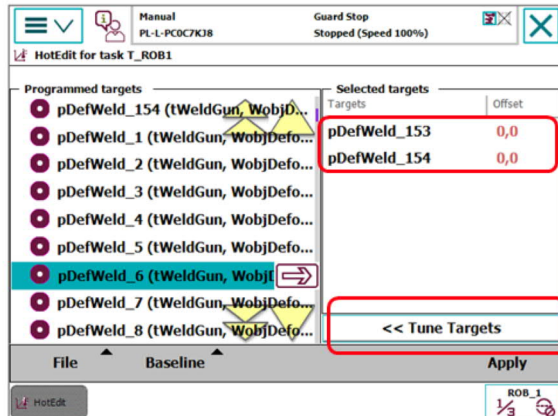 Manual
PL-L-PC0C7KJ8
Guard Stop
Stopped (Speed 100%)
HotEdit for task T_ROB1
Programmed targets
pDefWeld_154 (tWeldGun, WobjD...
pDefWeld_1 (tWeldGun, WobjDefo...
pDefWeld_2 (tWeldGun, WobjDefo...
pDefWeld_3 (tWeldGun, WobjDefo...
pDefWeld_4 (tWeldGun, WobjDefo...
pDefWeld_5 (tWeldGun, WobjDefo...
pDefWeld_6 (tWeldGun, Wobj
pDefWeld_7 (tWeldGun, WobjDefo...
pDefWeld_8 (tWeldGun, WobjDefo...
Selected targets
Targets Offset
pDefWeld_153 0,0
pDefWeld_154 0,0
<< Tune Targets
File Baseline Apply
HotEdit
ROB_1
1/3